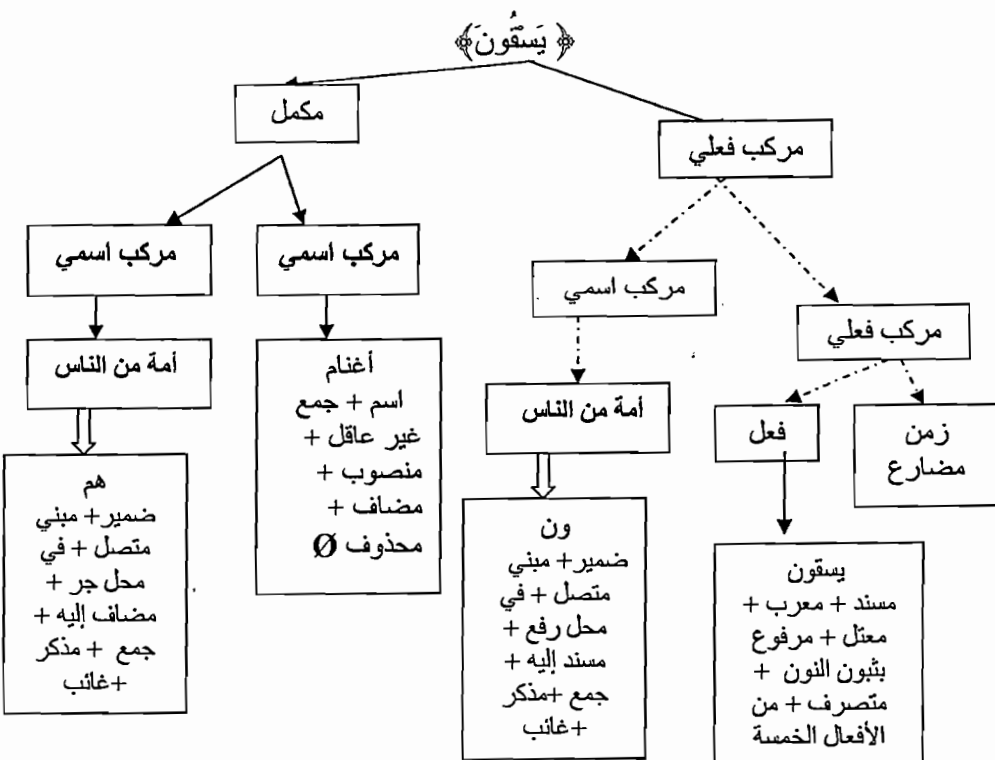 ﴿يَسْقُونَ﴾
مركب فعلي
مكمل
مركب اسمي
مركب فعلي
مركب اسمي
مركب اسمي
زمن
مضارع
فعل
أمة من الناس
أغنام
اسم + جمع
غير عاقل +
منصوب +
مضاف +
محذوف Ø
أمة من الناس
يسقون
مسند + معرب +
معتل + مرفوع
بثبون النون +
متصرف + من
الأفعال الخمسة
ون
ضمير+ مبني
متصل + في
محل رفع +
مسند إليه +
جمع +مذكر
+غائب
هم
ضمير+ مبني
متصل + في
محل جر +
مضاف إليه +
جمع + مذكر
+غائب